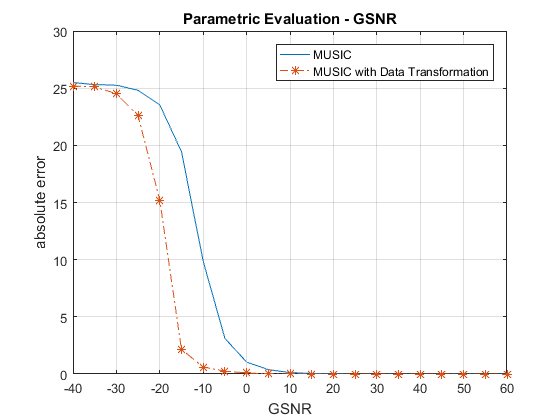 Parametric Evaluation - GSNR
MUSIC
MUSIC with Data Transformation
absolute error
30
25
20
15
10
5
0
-40 -30 -20 -10 0 10 20 30 40 50 60
GSNR